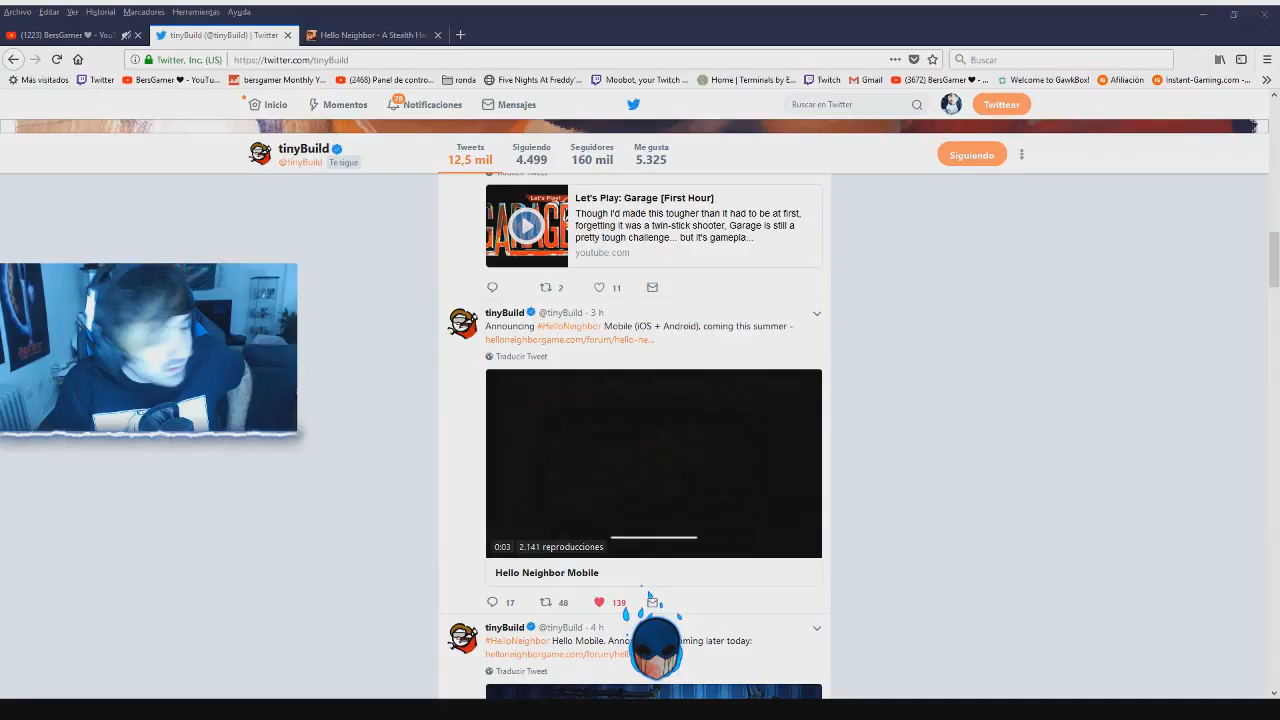 Archivo Editar Ver Historial Marcadores Herramientas Ayuda
(1223) BersGamer ♥ - YouT
tinyBuild (@tinyBuild) | Twitter
Hello Neighbor - A Stealth Ho
Twitter, Inc. (US)
https://twitter.com/tinyBuild
Buscar
Más visitados
Twitter
BersGamer ♥ - YouTu...
bersgamer Monthly Y...
(2468) Panel de contro...
ronda
Five Nights At Freddy'...
Moobot, your Twitch ...
Home | Terminals by E...
Twitch
Gmail
(3672) BersGamer ♥ -...
Welcome to GawkBox!
Afiliación
Instant-Gaming.com -...
Inicio
Momentos
28
Notificaciones
Mensajes
Buscar en Twitter
Twittear
tinyBuild
@tinyBuild Te sigue
Tweets Siguiendo Seguidores Me gusta
12,5 mil 4.499 160 mil 5.325
Siguiendo
Traducir Tweet
Let's Play!
GARAGE
Let's Play: Garage [First Hour]
Though I'd made this tougher than it had to be at first,
forgetting it was a twin-stick shooter, Garage is still a
pretty tough challenge... but it's gamepla...
youtube.com
2 11
tinyBuild @tinyBuild - 3 h
Announcing #HelloNeighbor Mobile (iOS + Android), coming this summer -
helloneighborgame.com/forum/hello-ne...
Traducir Tweet
0:03 2.141 reproducciones
Hello Neighbor Mobile
17 48 139
tinyBuild @tinyBuild - 4 h
#HelloNeighbor Hello Mobile. oming later today:
helloneighborgame.com/forum/hell
Traducir Tweet